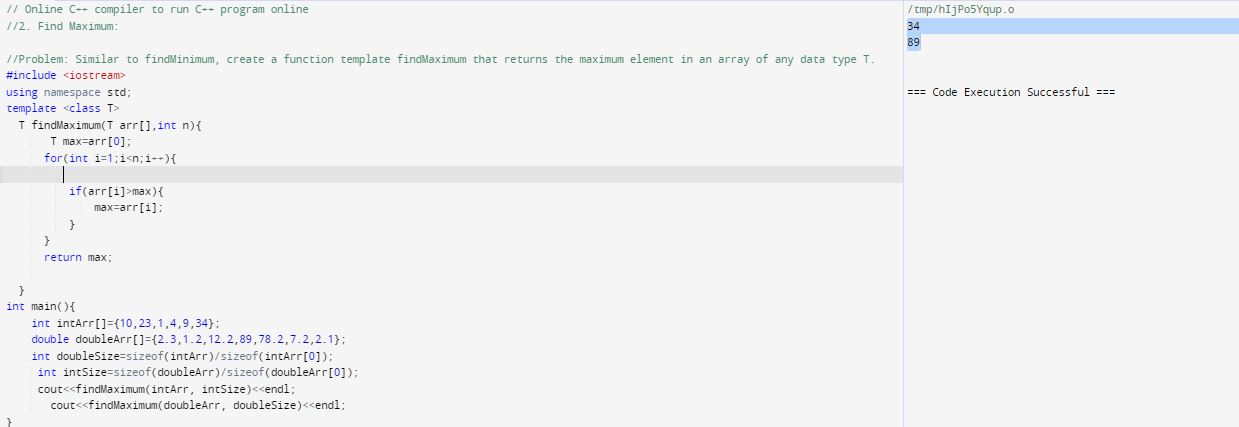 // Online C++ compiler to run C++ program online
//2. Find Maximum:
//Problem: Similar to findMinimum, create a function template findMaximum that returns the maximum element in an array of any data type T.
#include <iostream>
using namespace std;
template <class T>
T findMaximum(T arr[],int n){
T max=arr[0];
for(int i=1;i<n;i++){
if(arr[i]>max){
max=arr[i];
}
}
return max;
}
int main(){
int intArr[]={10,23,1,4,9,34};
double doubleArr[]={2.3,1.2,12.2,89,78.2,7.2,2.1};
int doubleSize=sizeof(intArr)/sizeof(intArr[0]);
int intSize=sizeof(doubleArr)/sizeof(doubleArr[0]);
cout<<findMaximum(intArr, intSize)<<endl;
cout<<findMaximum(doubleArr, doubleSize)<<endl;
}
/tmp/hIjPo5Yqup.o
34
89
=== Code Execution Successful ===